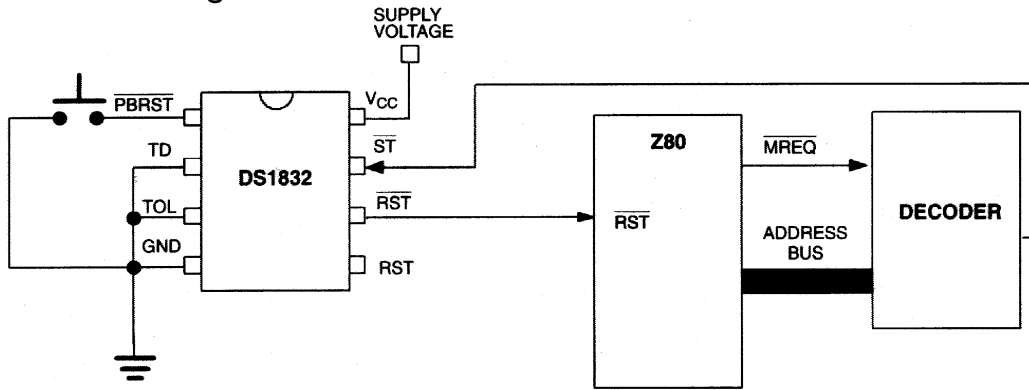 SUPPLY
VOLTAGE
PBRST
VCC
TD
ST
DS1832
TOL
RST
GND
RST
Z80
MREQ
RST
ADDRESS
BUS
DECODER